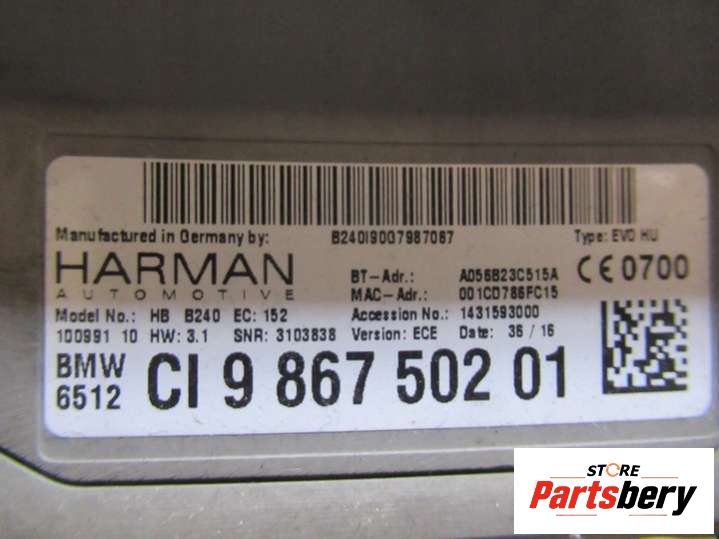 Manufactured in Germany by: B240I90G7987067 Type: EVO HU
HARMAN
AUTOMOTIVE
BT-Adr.: A056B23C515A
CE 0700
MAC-Adr.: 001CD786FC15
Model No.: HB B240 EC: 152 Accession No.: 1431593000
100991 10 HW: 3.1 SNR: 3103838 Version: ECE Date: 36 / 16
BMW
6512
CI 9 867 502 01
STORE
Partsbery